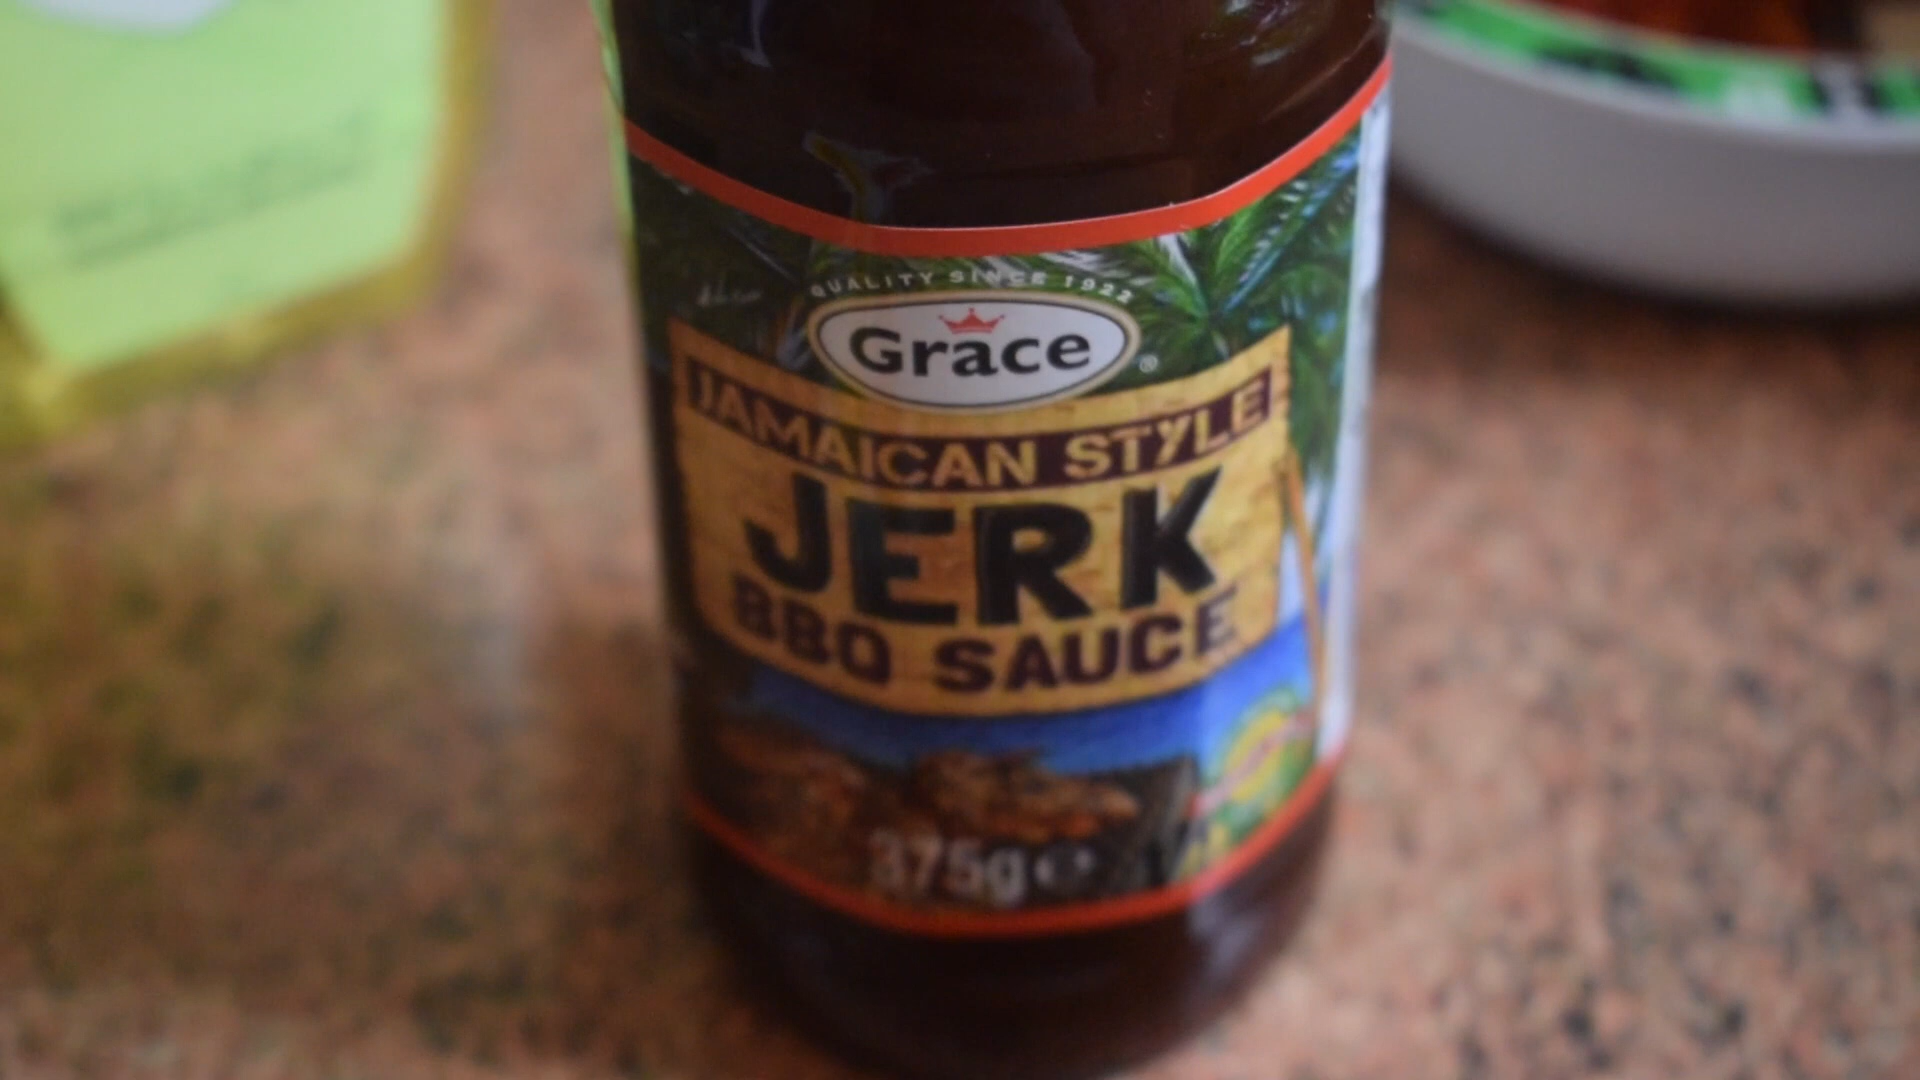 QUALITY SINCE 1922
Grace ®
JAMAICAN STYLE
JERK
BBQ SAUCE
375g ℮